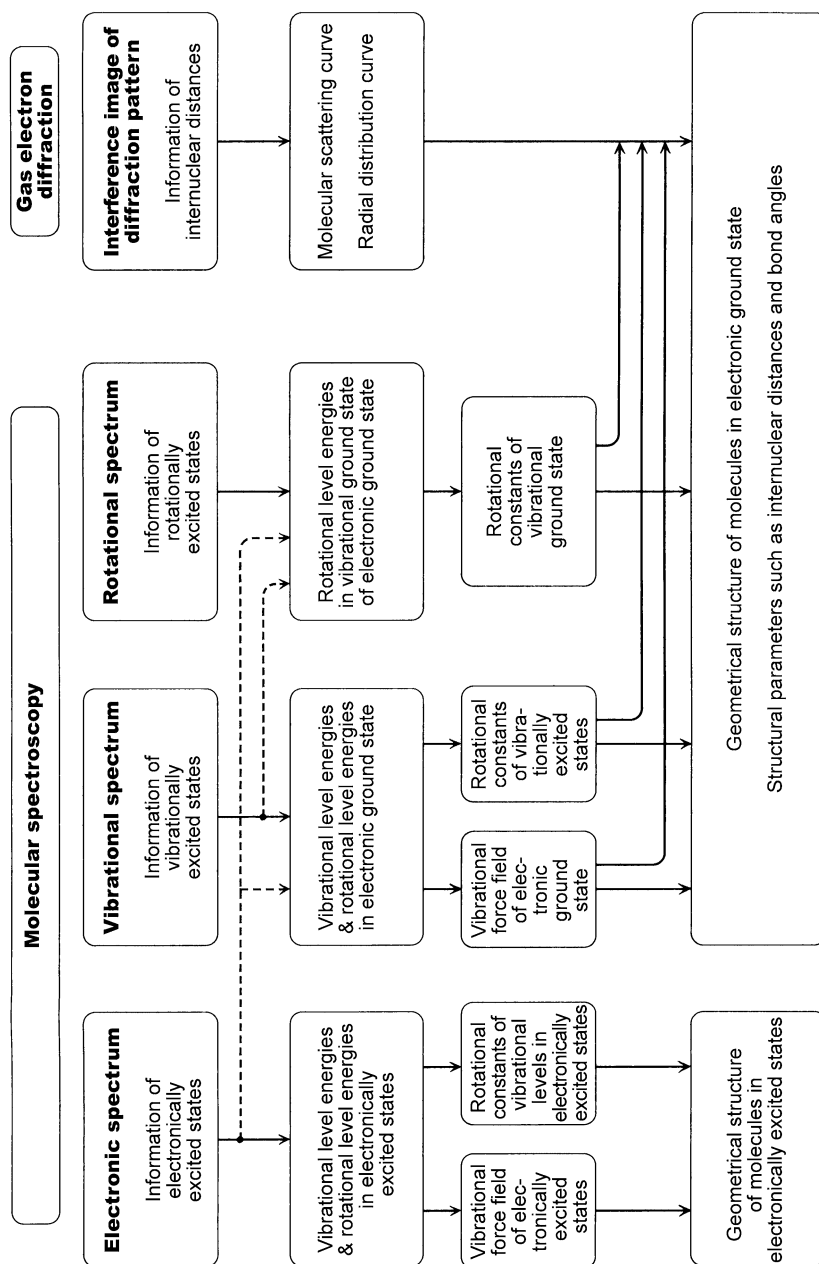 Molecular spectroscopy
Gas electron
diffraction
Electronic spectrum
Information of
electronically
excited states
Vibrational spectrum
Information of
vibrationally
excited states
Rotational spectrum
Information of
rotationally
excited states
Interference image of
diffraction pattern
Information of
internuclear distances
Vibrational level energies
& rotational level energies
in electronically
excited states
Vibrational level energies
& rotational level energies
in electronic ground state
Rotational level energies
in vibrational ground state
of electronic ground state
Molecular scattering curve
Radial distribution curve
Vibrational
force field
of elec-
tronically
excited
states
Rotational
constants of
vibrational
levels in
electronically
excited states
Vibrational
force field
of elec-
tronic
ground
state
Rotational
constants
of vibra-
tionally
excited
states
Rotational
constants of
vibrational
ground state
Geometrical structure
of molecules in
electronically excited states
Geometrical structure of molecules in electronic ground state
Structural parameters such as internuclear distances and bond angles